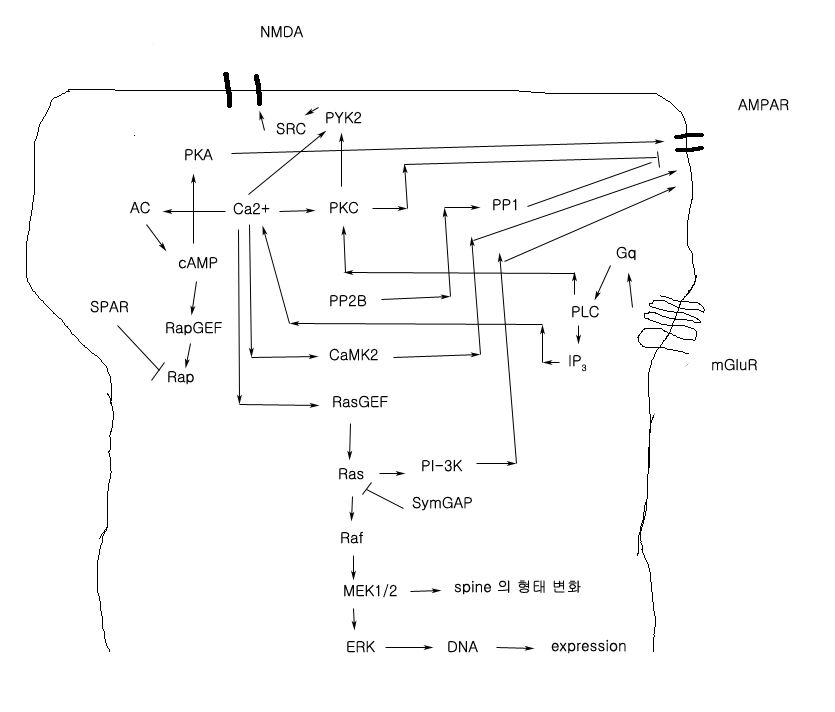 NMDA
AMPAR
PYK2
SRC
PKA
AC
Ca2+
PKC
PP1
cAMP
Gq
SPAR
PP2B
PLC
RapGEF
CaMK2
IP3
mGluR
Rap
RasGEF
Ras
PI-3K
SymGAP
Raf
MEK1/2
spine 의 형태 변화
ERK
DNA
expression